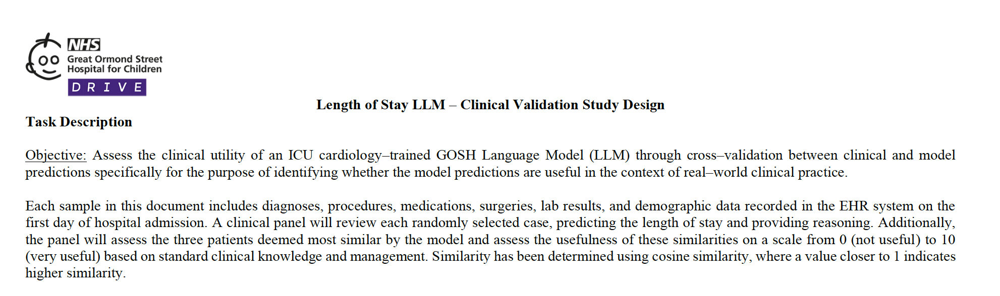 NHS
Great Ormond Street
Hospital for Children
DRIVE
Length of Stay LLM – Clinical Validation Study Design
Task Description
Objective: Assess the clinical utility of an ICU cardiology–trained GOSH Language Model (LLM) through cross–validation between clinical and model
predictions specifically for the purpose of identifying whether the model predictions are useful in the context of real–world clinical practice.
Each sample in this document includes diagnoses, procedures, medications, surgeries, lab results, and demographic data recorded in the EHR system on the
first day of hospital admission. A clinical panel will review each randomly selected case, predicting the length of stay and providing reasoning. Additionally,
the panel will assess the three patients deemed most similar by the model and assess the usefulness of these similarities on a scale from 0 (not useful) to 10
(very useful) based on standard clinical knowledge and management. Similarity has been determined using cosine similarity, where a value closer to 1 indicates
higher similarity.